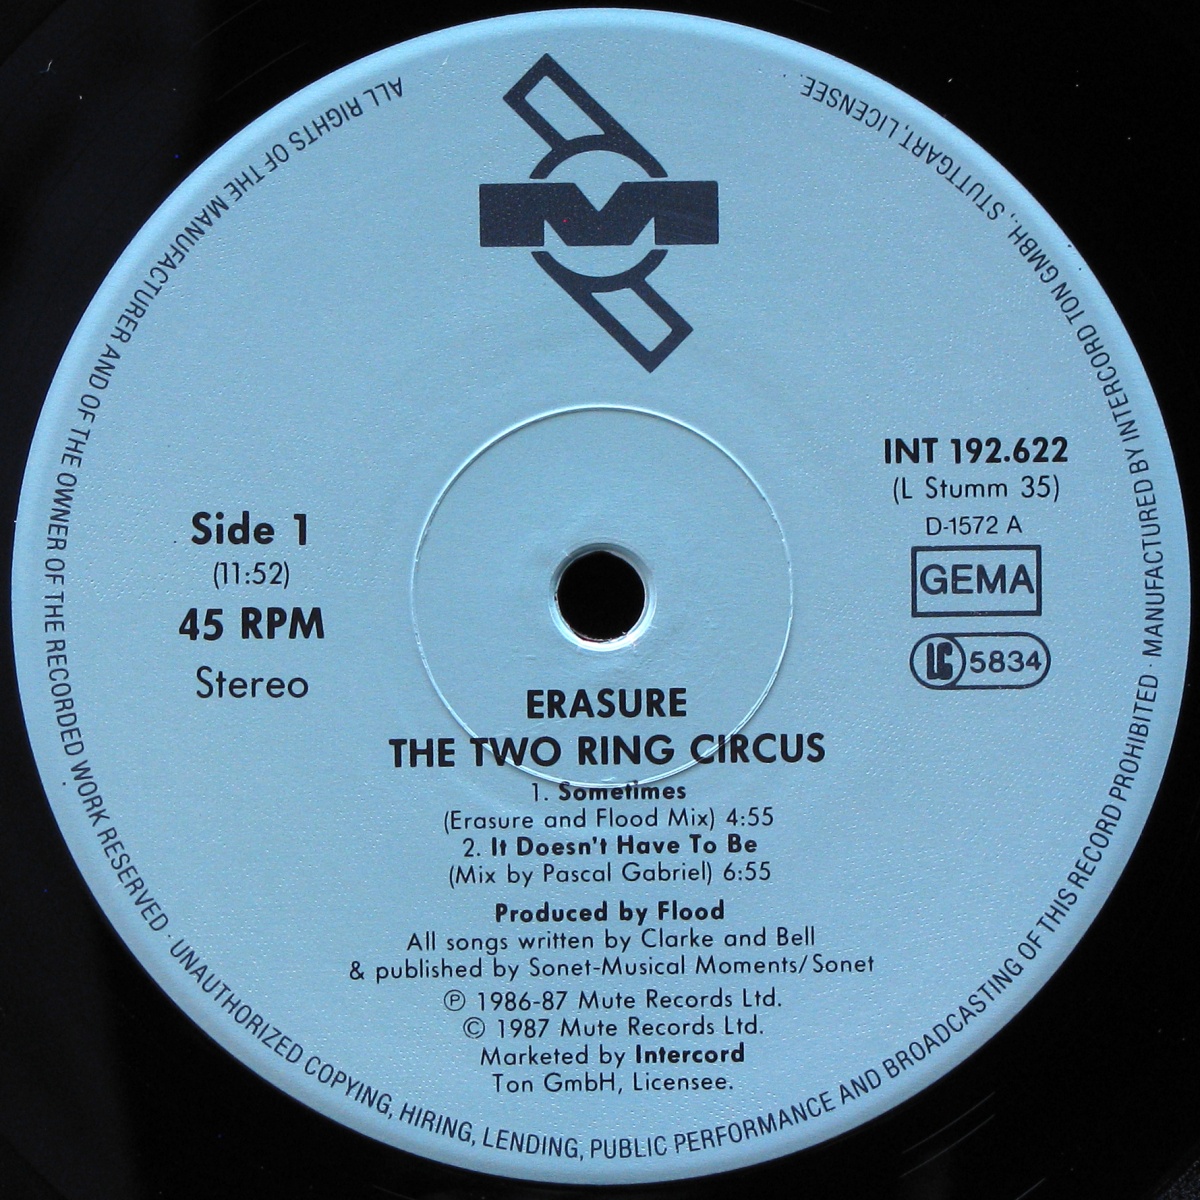 ALL RIGHTS OF THE MANUFACTURER AND OF THE OWNER OF THE RECORDED WORK RESERVED · UNAUTHORIZED COPYING, HIRING, LENDING, PUBLIC PERFORMANCE AND BROADCASTING OF THIS RECORD PROHIBITED · MANUFACTURED BY INTERCORD TON GMBH., STUTTGART, LICENSEE.
M
INT 192.622
(L Stumm 35)
D-1572 A
GEMA
LC 5834
Side 1
(11:52)
45 RPM
Stereo
ERASURE
THE TWO RING CIRCUS
1. Sometimes
(Erasure and Flood Mix) 4:55
2. It Doesn't Have To Be
(Mix by Pascal Gabriel) 6:55
Produced by Flood
All songs written by Clarke and Bell
& published by Sonet-Musical Moments/Sonet
℗ 1986-87 Mute Records Ltd.
© 1987 Mute Records Ltd.
Marketed by Intercord
Ton GmbH, Licensee.